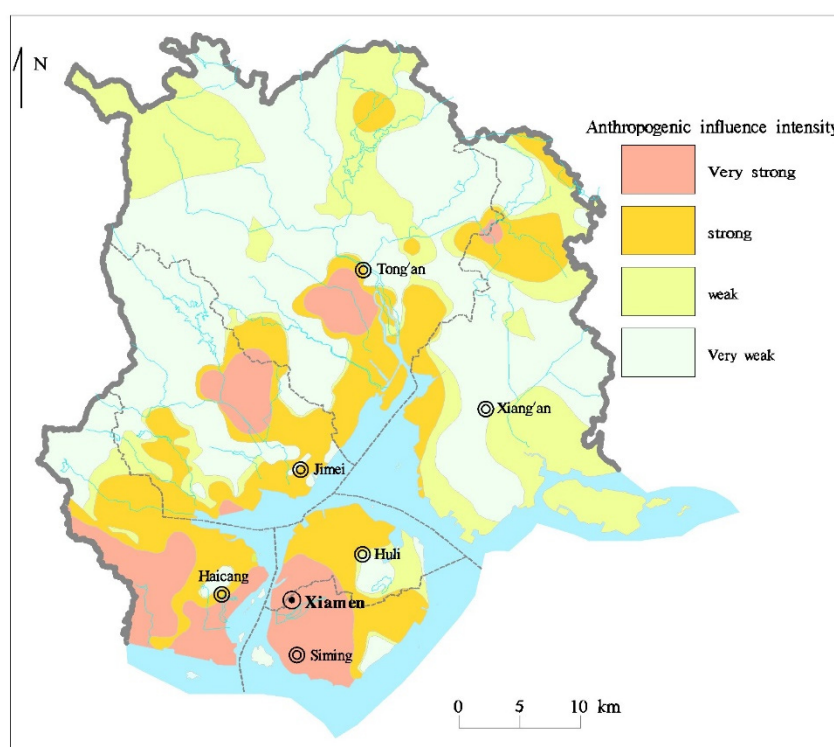 N
Anthropogenic influence intensity
Very strong
strong
weak
Very weak
Tong'an
Xiang'an
Jimei
Huli
Haicang
Xiamen
Siming
0 5 10 km